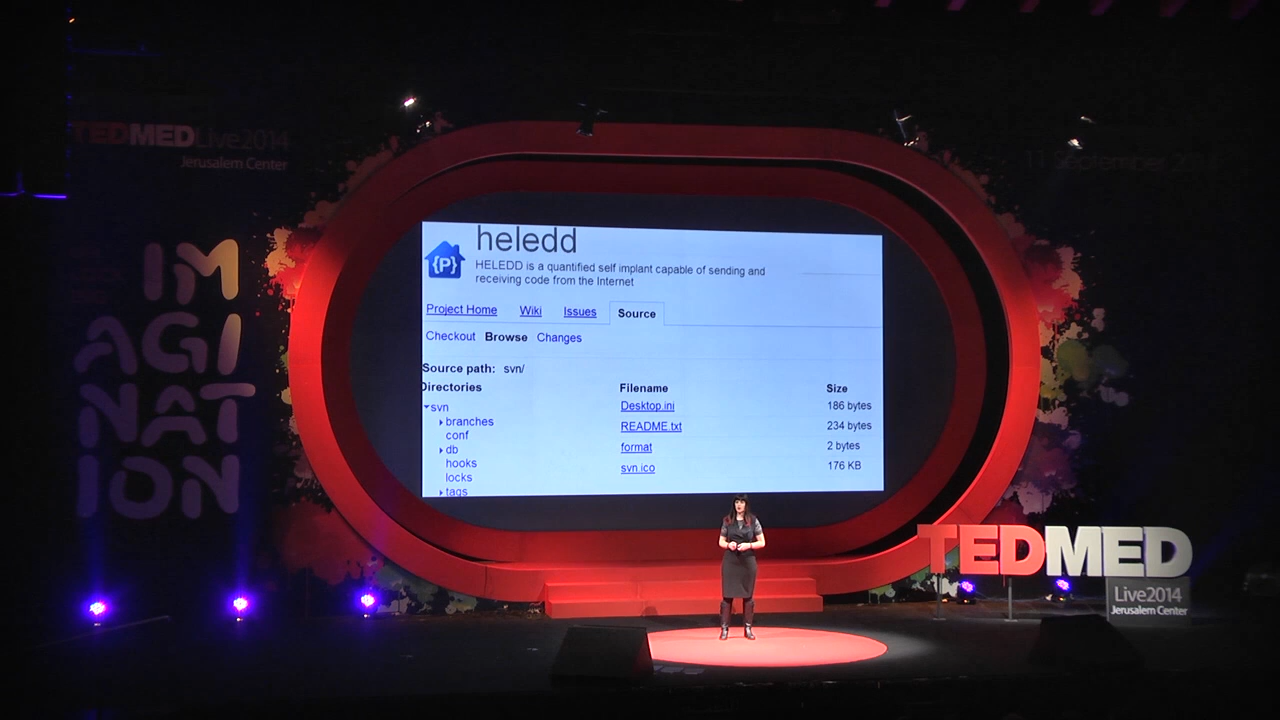 TEDMEDLive2014
Jerusalem Center
IM
AGI
NAT
ION
heledd
{P}
HELEDD is a quantified self implant capable of sending and
receiving code from the Internet
Project Home Wiki Issues Source
Checkout Browse Changes
Source path: svn/
Directories Filename Size
svn Desktop.ini 186 bytes
branches README.txt 234 bytes
conf format 2 bytes
db svn.ico 176 KB
hooks
locks
tags
TEDMED
Live2014
Jerusalem Center